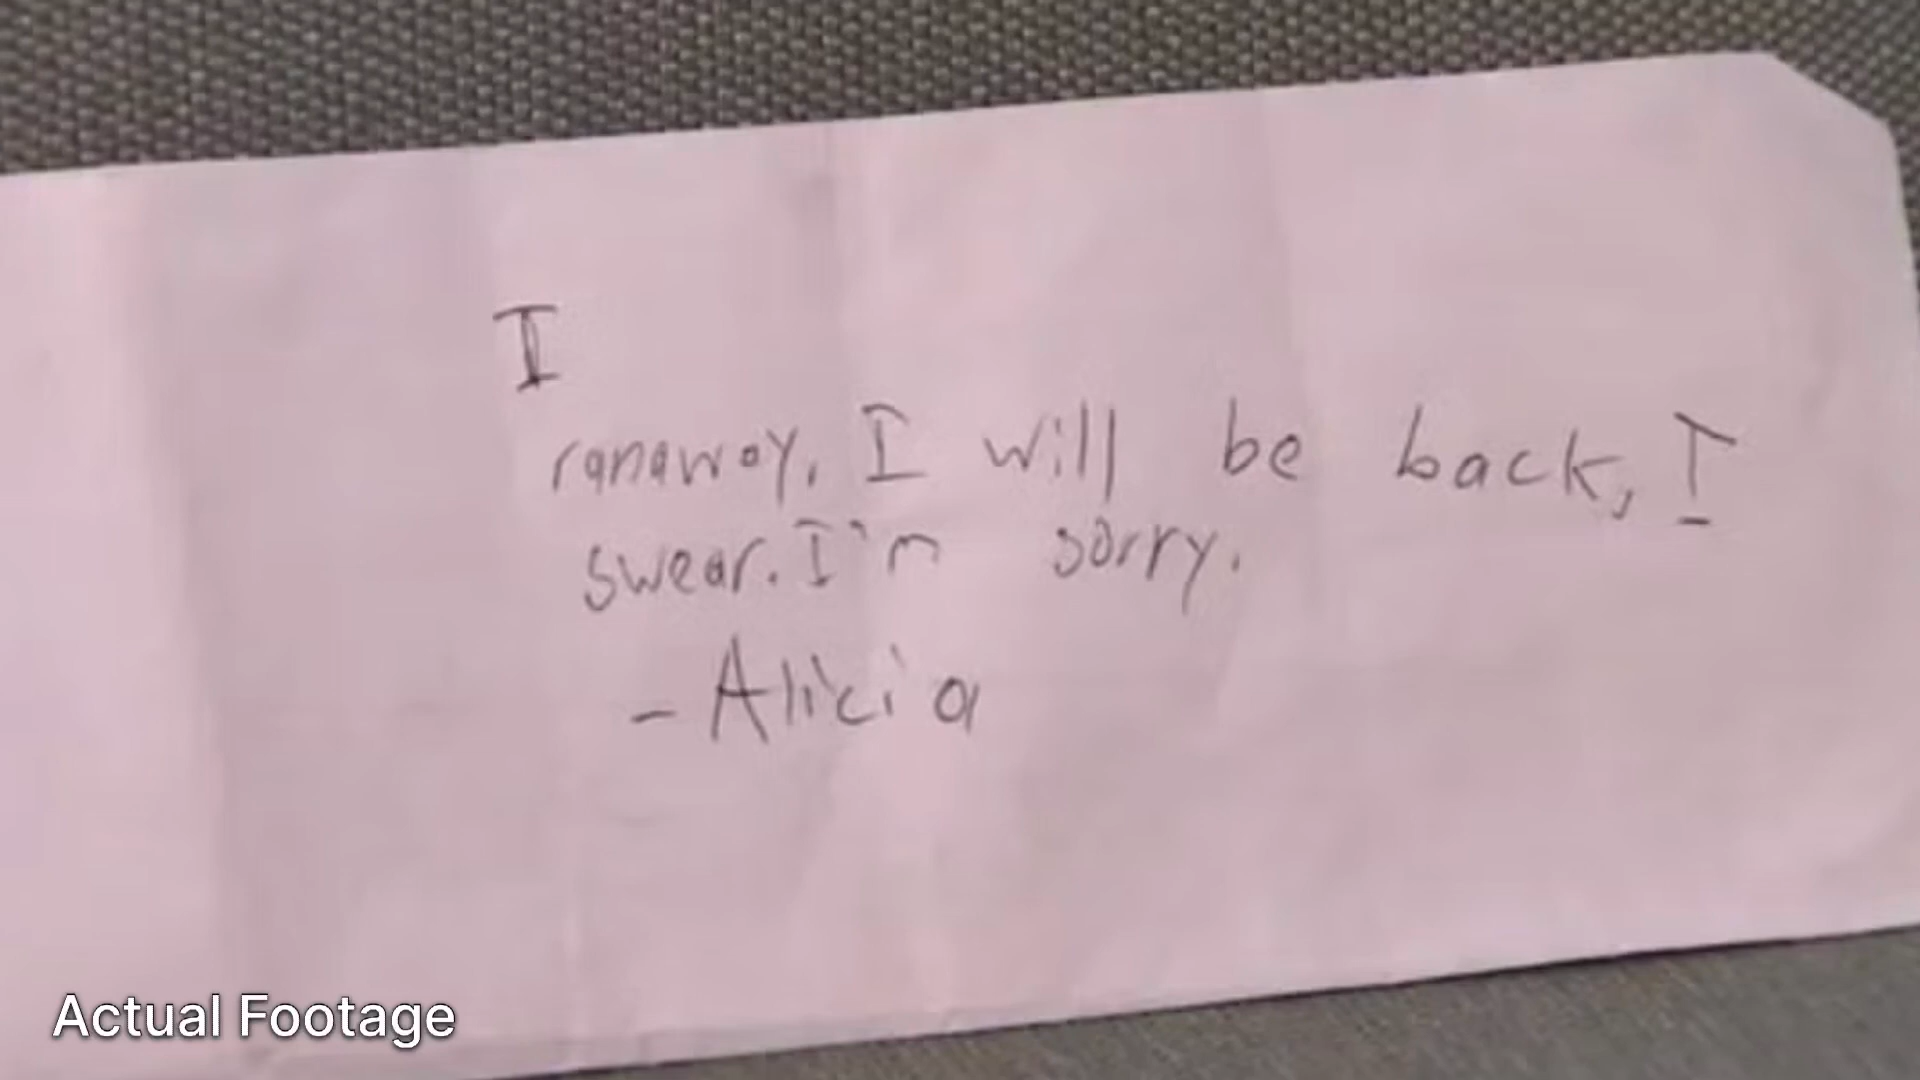 I
ranaway. I will be back, I
swear. I'm sorry.
- Alicia
Actual Footage